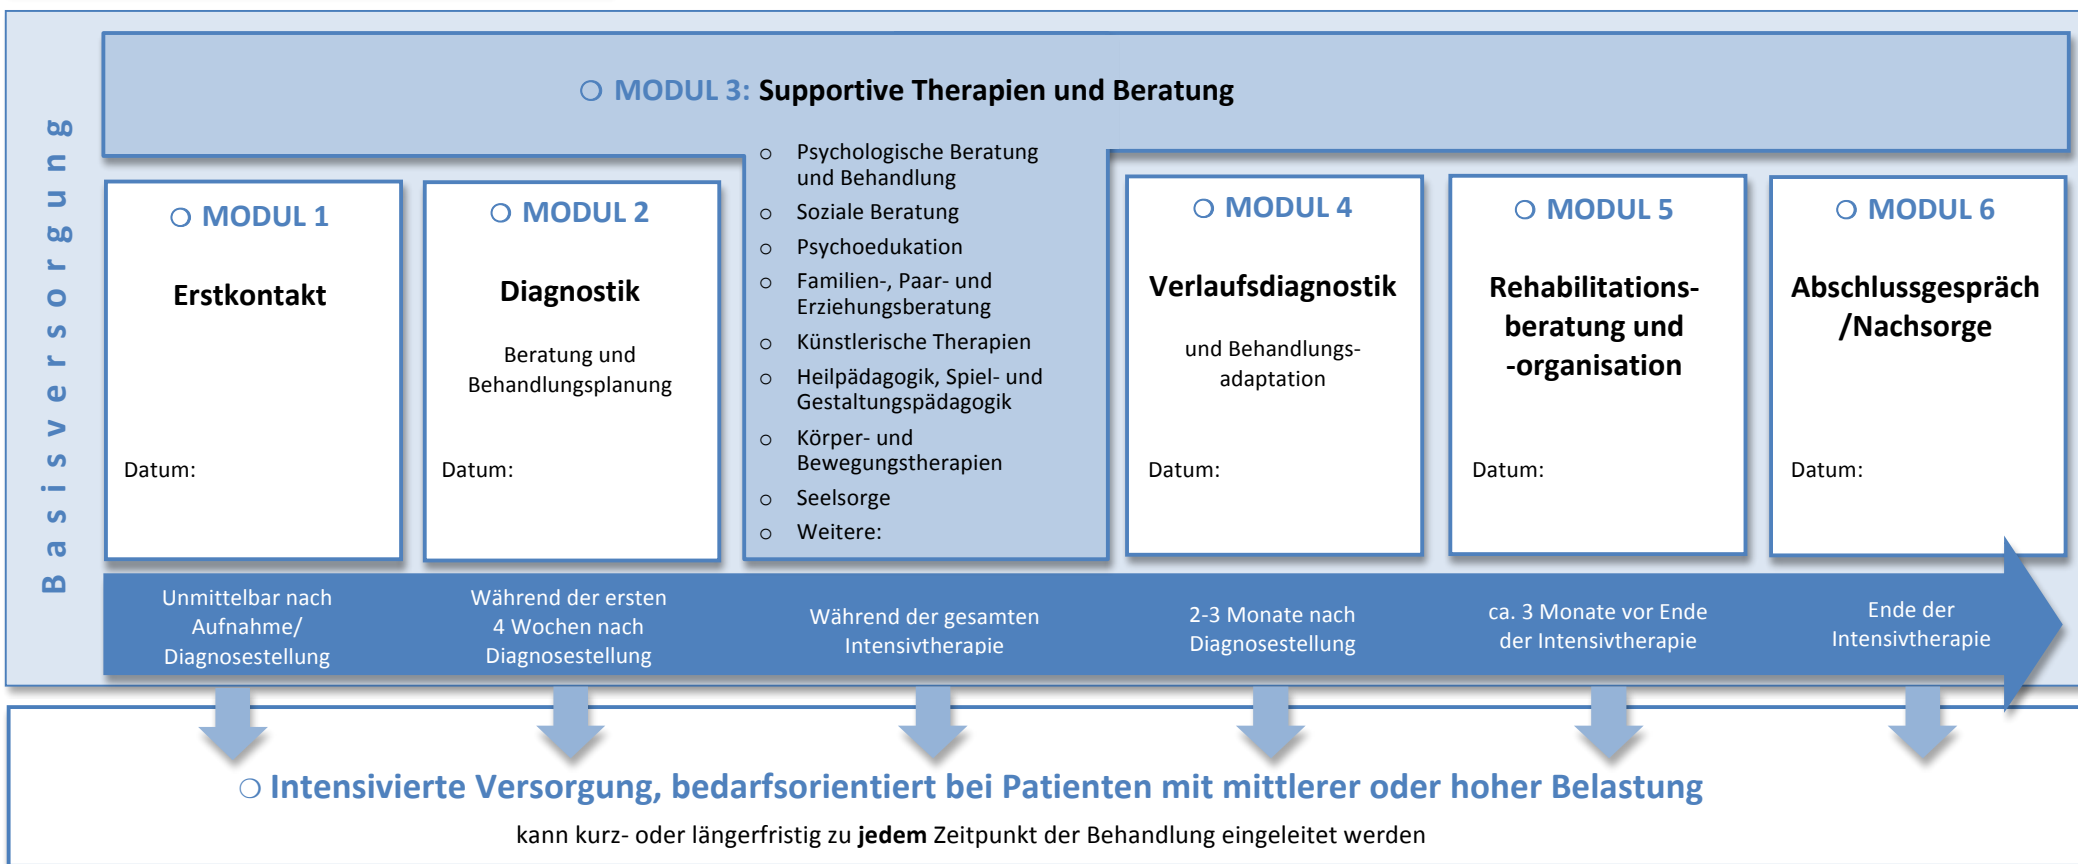 Basisversorgung
○ MODUL 3: Supportive Therapien und Beratung
○ MODUL 1
Erstkontakt
Datum:
○ MODUL 2
Diagnostik
Beratung und
Behandlungsplanung
Datum:
○ Psychologische Beratung
und Behandlung
○ Soziale Beratung
○ Psychoedukation
○ Familien-, Paar- und
Erziehungsberatung
○ Künstlerische Therapien
○ Heilpädagogik, Spiel- und
Gestaltungspädagogik
○ Körper- und
Bewegungstherapien
○ Seelsorge
○ Weitere:
○ MODUL 4
Verlaufsdiagnostik
und Behandlungs-
adaptation
Datum:
○ MODUL 5
Rehabilitations-
beratung und
-organisation
Datum:
○ MODUL 6
Abschlussgespräch
/Nachsorge
Datum:
Unmittelbar nach
Aufnahme/
Diagnosestellung
Während der ersten
4 Wochen nach
Diagnosestellung
Während der gesamten
Intensivtherapie
2-3 Monate nach
Diagnosestellung
ca. 3 Monate vor Ende
der Intensivtherapie
Ende der
Intensivtherapie
○ Intensivierte Versorgung, bedarfsorientiert bei Patienten mit mittlerer oder hoher Belastung
kann kurz- oder längerfristig zu jedem Zeitpunkt der Behandlung eingeleitet werden